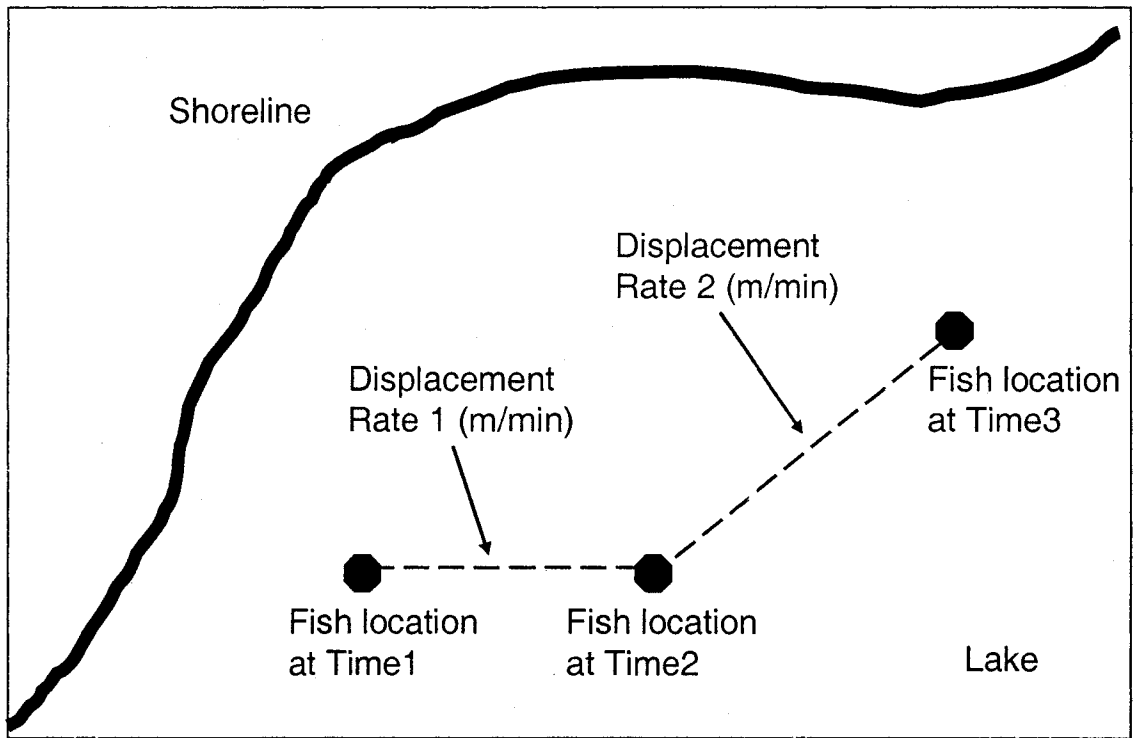 Shoreline
Displacement
Rate 2 (m/min)
Displacement
Rate 1 (m/min)
Fish location
at Time3
Fish location
at Time1
Fish location
at Time2
Lake